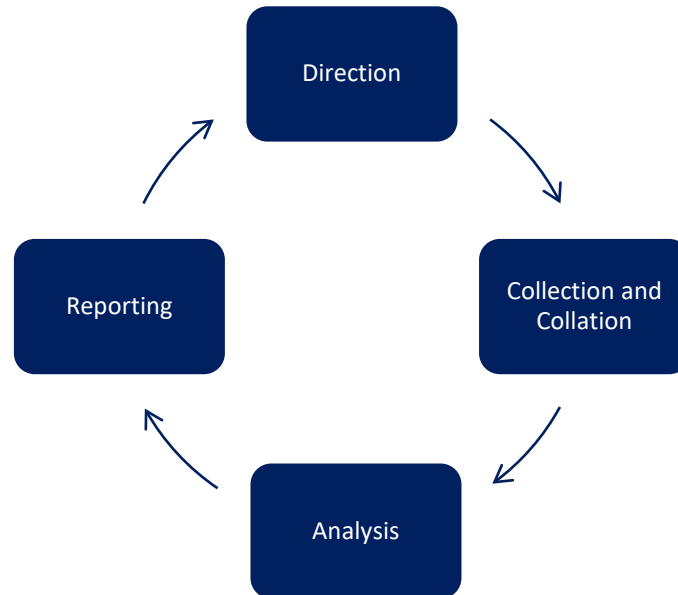 Direction
Collection and
Collation
Analysis
Reporting